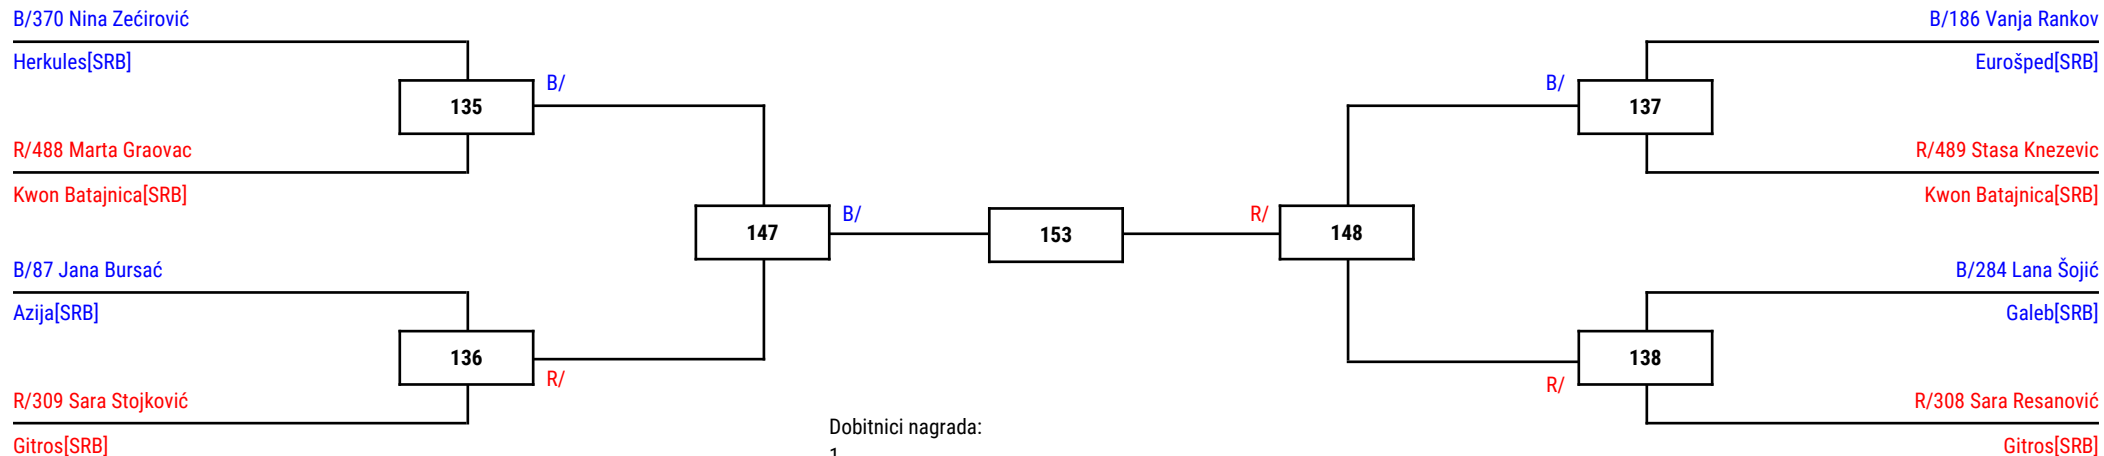 B/370 Nina Zećirović
Herkules[SRB]
135
B/
R/488 Marta Graovac
Kwon Batajnica[SRB]
147
B/
B/87 Jana Bursać
Azija[SRB]
136
R/
R/309 Sara Stojković
Gitros[SRB]
153
B/186 Vanja Rankov
Eurošped[SRB]
B/
137
R/489 Stasa Knezevic
Kwon Batajnica[SRB]
R/
148
B/284 Lana Šojić
Galeb[SRB]
138
R/
R/308 Sara Resanović
Gitros[SRB]
Dobitnici nagrada: